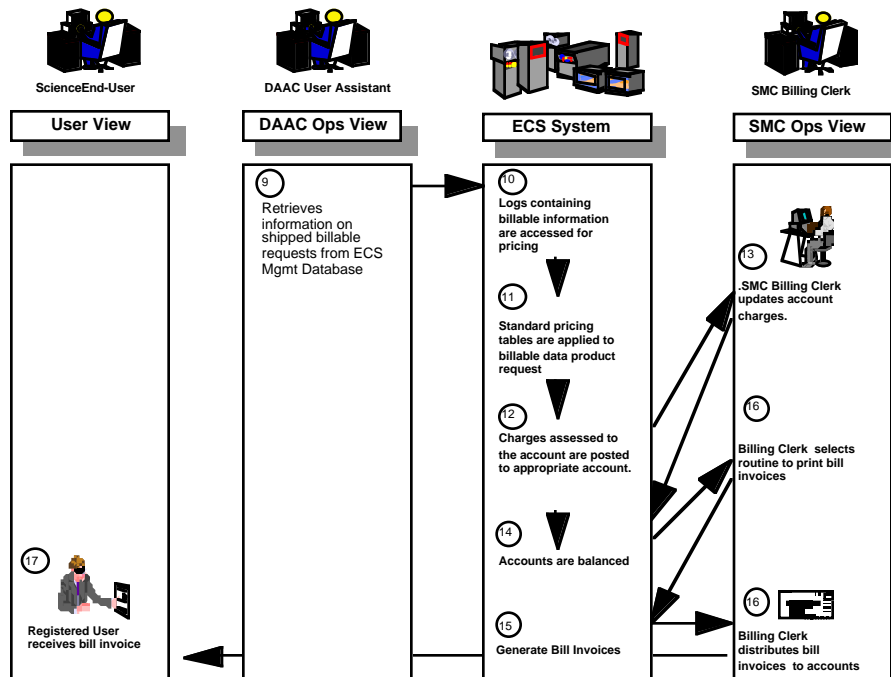 ScienceEnd-User
DAAC User Assistant
SMC Billing Clerk
User View
DAAC Ops View
ECS System
SMC Ops View
9
Retrieves
information on
shipped billable
requests from ECS
Mgmt Database
10
Logs containing
billable information
are accessed for
pricing
11
Standard pricing
tables are applied to
billable data product
request
12
Charges assessed to
the account are posted
to appropriate account.
14
Accounts are balanced
15
Generate Bill Invoices
13
.SMC Billing Clerk
updates account
charges.
16
Billing Clerk selects
routine to print bill
invoices
16
Billing Clerk
distributes bill
invoices to accounts
17
Registered User
receives bill invoice